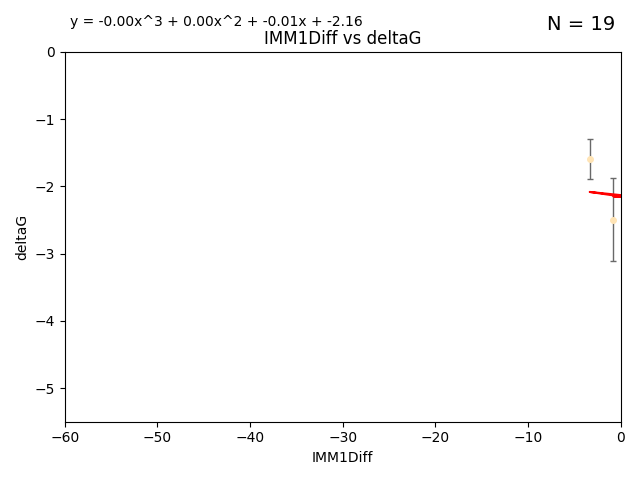 y = -0.00x^3 + 0.00x^2 + -0.01x + -2.16
N = 19
IMM1Diff vs deltaG
0
−1
−2
−3
−4
−5
deltaG
−60 −50 −40 −30 −20 −10 0
IMM1Diff